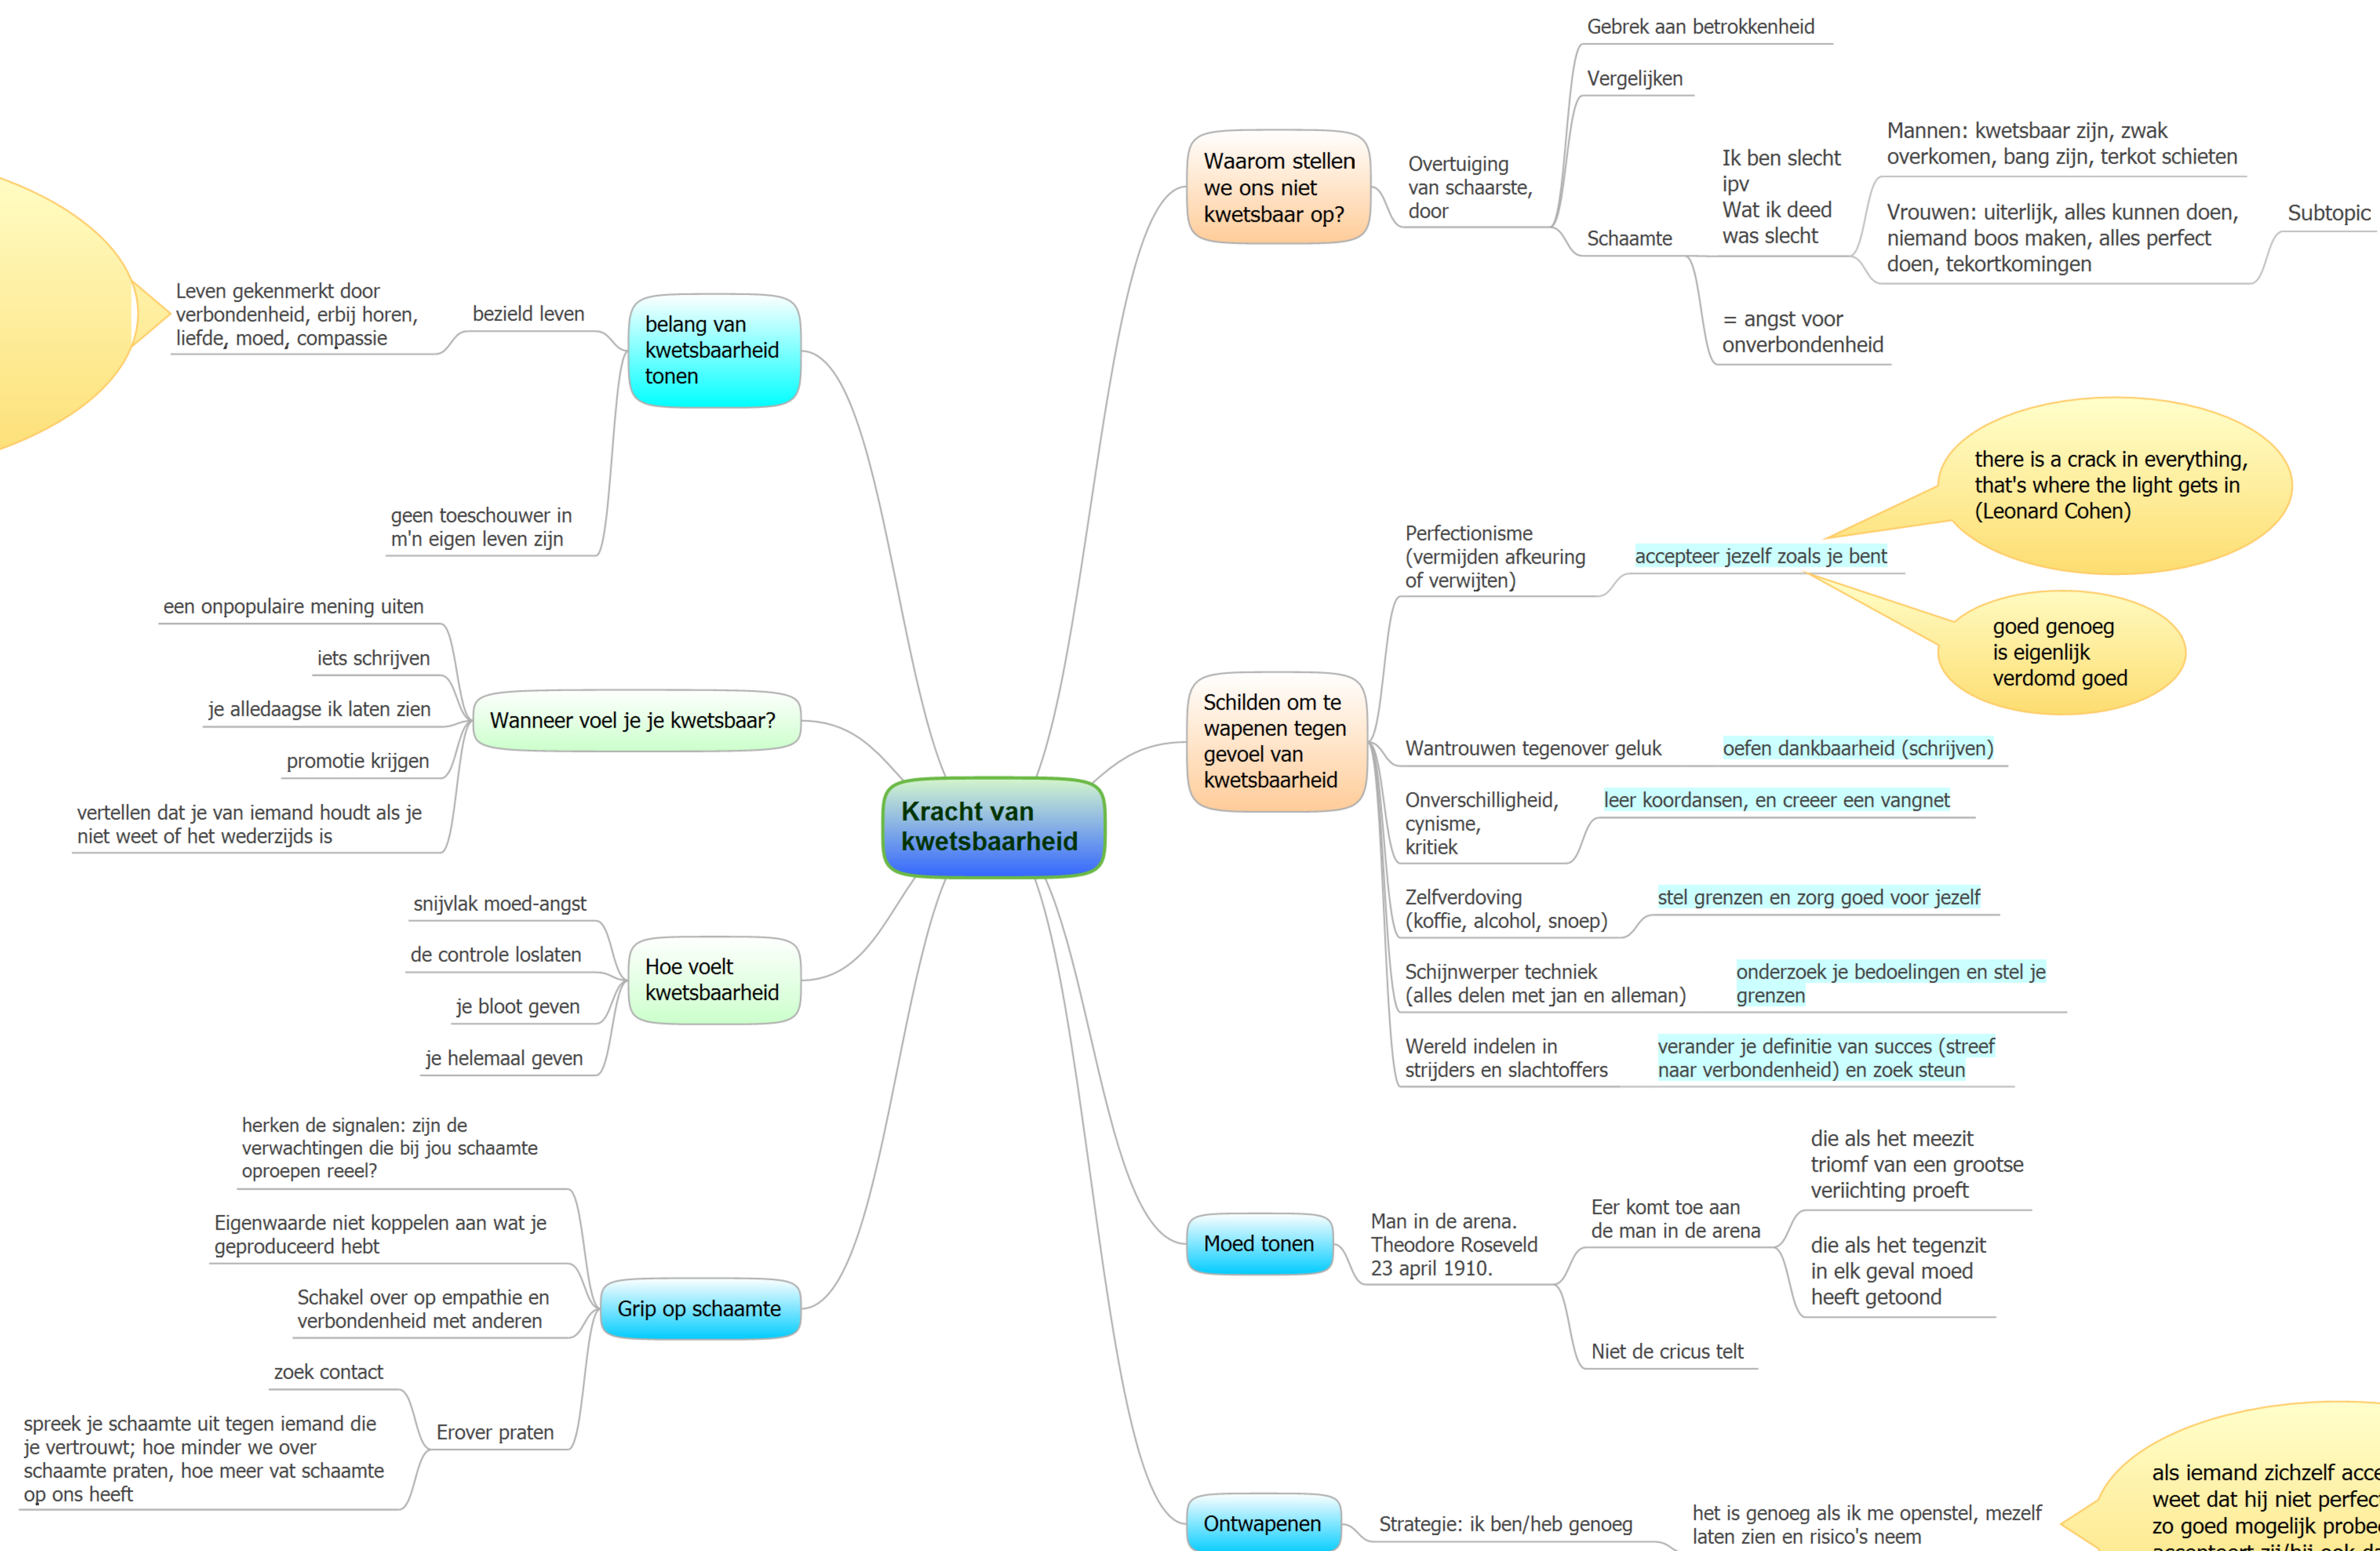 Kracht van
kwetsbaarheid
Waarom stellen
we ons niet
kwetsbaar op?
Overtuiging
van schaarste,
door
Gebrek aan betrokkenheid
Vergelijken
Schaamte
Ik ben slecht
ipv
Wat ik deed
was slecht
Mannen: kwetsbaar zijn, zwak
overkomen, bang zijn, terkot schieten
Vrouwen: uiterlijk, alles kunnen doen,
niemand boos maken, alles perfect
doen, tekortkomingen
Subtopic
= angst voor
onverbondenheid
Schilden om te
wapenen tegen
gevoel van
kwetsbaarheid
Perfectionisme
(vermijden afkeuring
of verwijten)
accepteer jezelf zoals je bent
there is a crack in everything,
that's where the light gets in
(Leonard Cohen)
goed genoeg
is eigenlijk
verdomd goed
Wantrouwen tegenover geluk
oefen dankbaarheid (schrijven)
Onverschilligheid,
cynisme,
kritiek
leer koordansen, en creeer een vangnet
Zelfverdoving
(koffie, alcohol, snoep)
stel grenzen en zorg goed voor jezelf
Schijnwerper techniek
(alles delen met jan en alleman)
onderzoek je bedoelingen en stel je
grenzen
Wereld indelen in
strijders en slachtoffers
verander je definitie van succes (streef
naar verbondenheid) en zoek steun
Moed tonen
Man in de arena.
Theodore Roseveld
23 april 1910.
Eer komt toe aan
de man in de arena
die als het meezit
triomf van een grootse
veriichting proeft
die als het tegenzit
in elk geval moed
heeft getoond
Niet de cricus telt
Ontwapenen
Strategie: ik ben/heb genoeg
het is genoeg als ik me openstel, mezelf
laten zien en risico's neem
als iemand zichzelf
weet dat hij niet
zo goed mogelijk
belang van
kwetsbaarheid
tonen
bezield leven
Leven gekenmerkt door
verbondenheid, erbij horen,
liefde, moed, compassie
geen toeschouwer in
m'n eigen leven zijn
Wanneer voel je je kwetsbaar?
een onpopulaire mening uiten
iets schrijven
je alledaagse ik laten zien
promotie krijgen
vertellen dat je van iemand houdt als je
niet weet of het wederzijds is
Hoe voelt
kwetsbaarheid
snijvlak moed-angst
de controle loslaten
je bloot geven
je helemaal geven
Grip op schaamte
herken de signalen: zijn de
verwachtingen die bij jou schaamte
oproepen reeel?
Eigenwaarde niet koppelen aan wat je
geproduceerd hebt
Schakel over op empathie en
verbondenheid met anderen
Erover praten
zoek contact
spreek je schaamte uit tegen iemand die
je vertrouwt; hoe minder we over
schaamte praten, hoe meer vat schaamte
op ons heeft